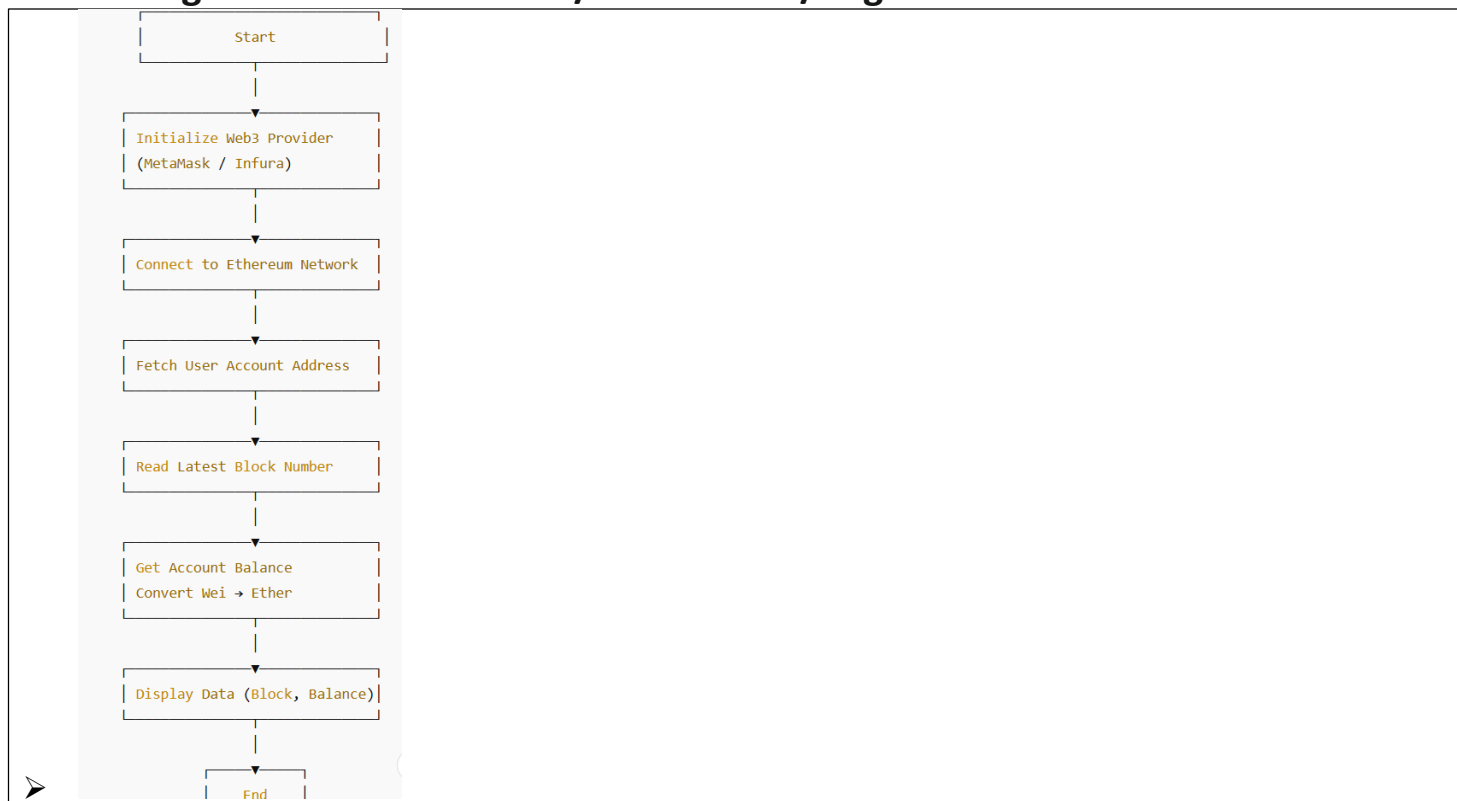 Start
Initialize Web3 Provider
(MetaMask / Infura)
Connect to Ethereum Network
Fetch User Account Address
Read Latest Block Number
Get Account Balance
Convert Wei → Ether
Display Data (Block, Balance)
End